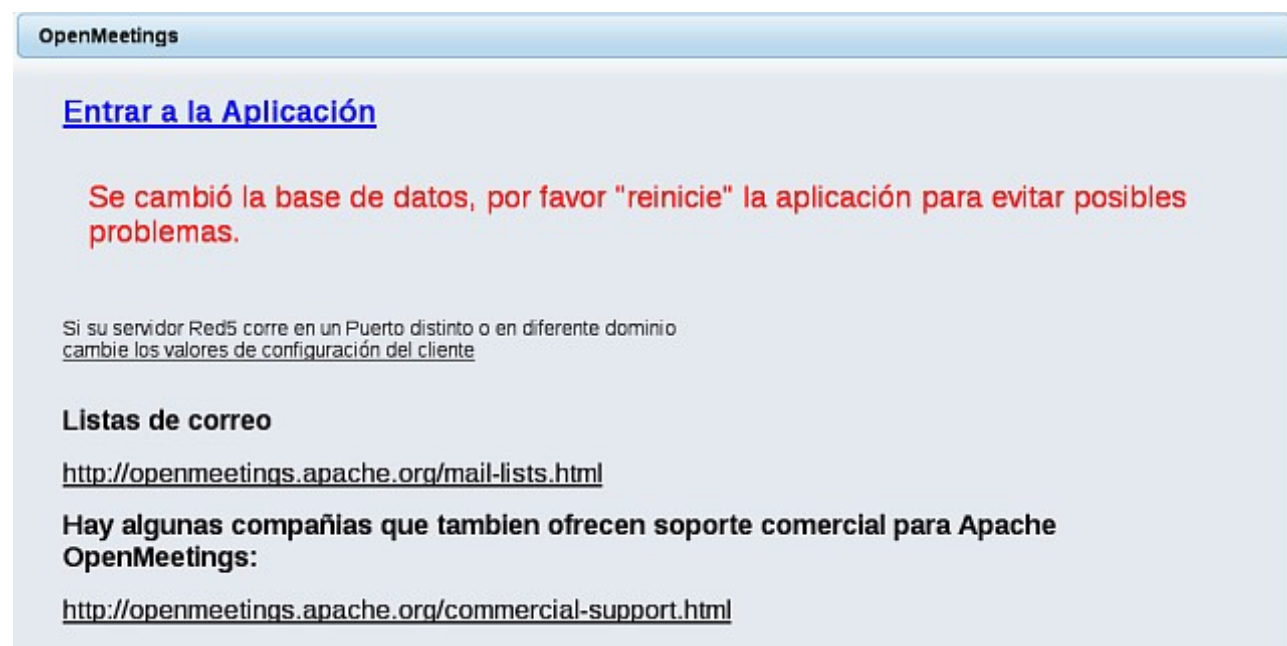 OpenMeetings
Entrar a la Aplicación
Se cambió la base de datos, por favor "reinicie" la aplicación para evitar posibles
problemas.
Si su servidor Red5 corre en un Puerto distinto o en diferente dominio
cambie los valores de configuración del cliente
Listas de correo
http://openmeetings.apache.org/mail-lists.html
Hay algunas compañias que tambien ofrecen soporte comercial para Apache
OpenMeetings:
http://openmeetings.apache.org/commercial-support.html